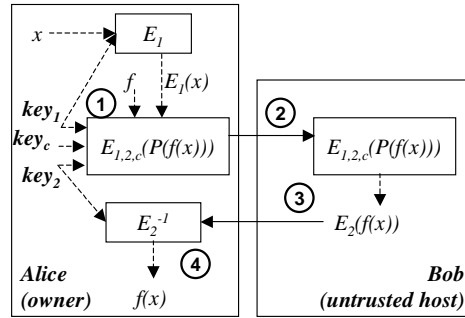 x
E₁
f
E₁(x)
key₁
①
②
key_c
E₁,₂,c(P(f(x)))
E₁,₂,c(P(f(x)))
key₂
③
E₂⁻¹
E₂(f(x))
④
Alice
(owner)
f(x)
Bob
(untrusted host)